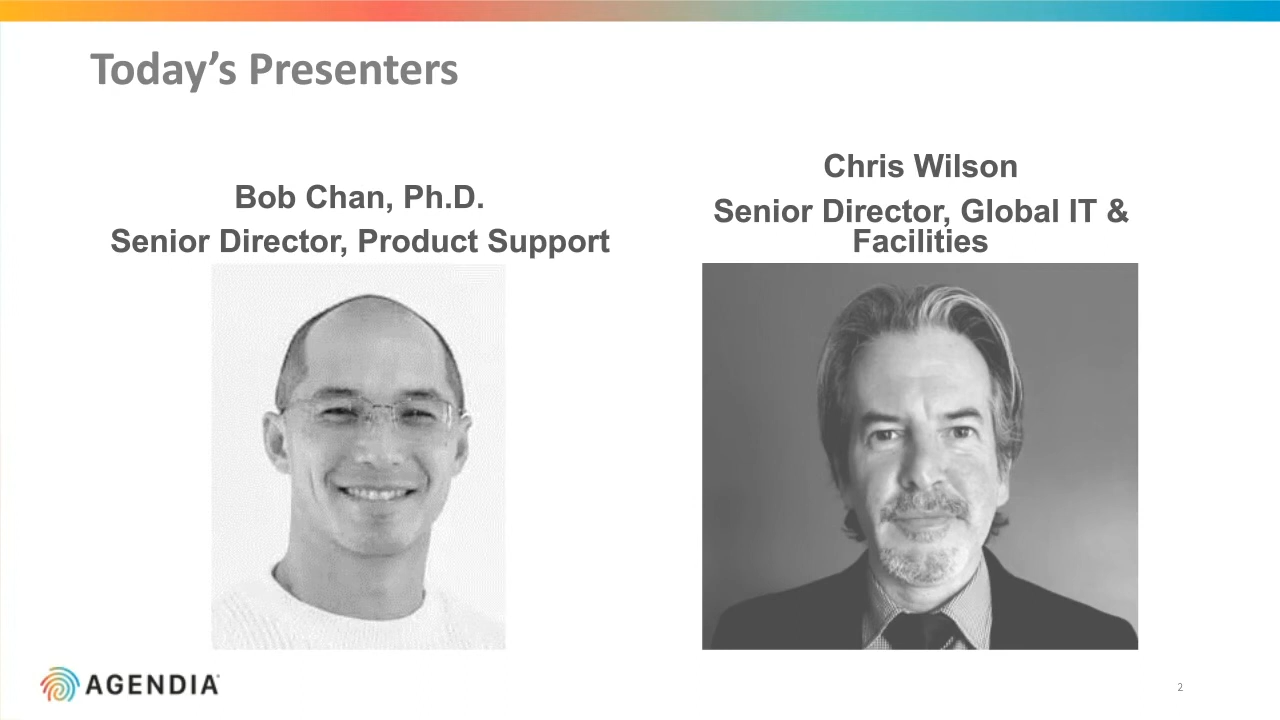 Today’s Presenters
Bob Chan, Ph.D.
Senior Director, Product Support
Chris Wilson
Senior Director, Global IT &
Facilities
AGENDIA
2